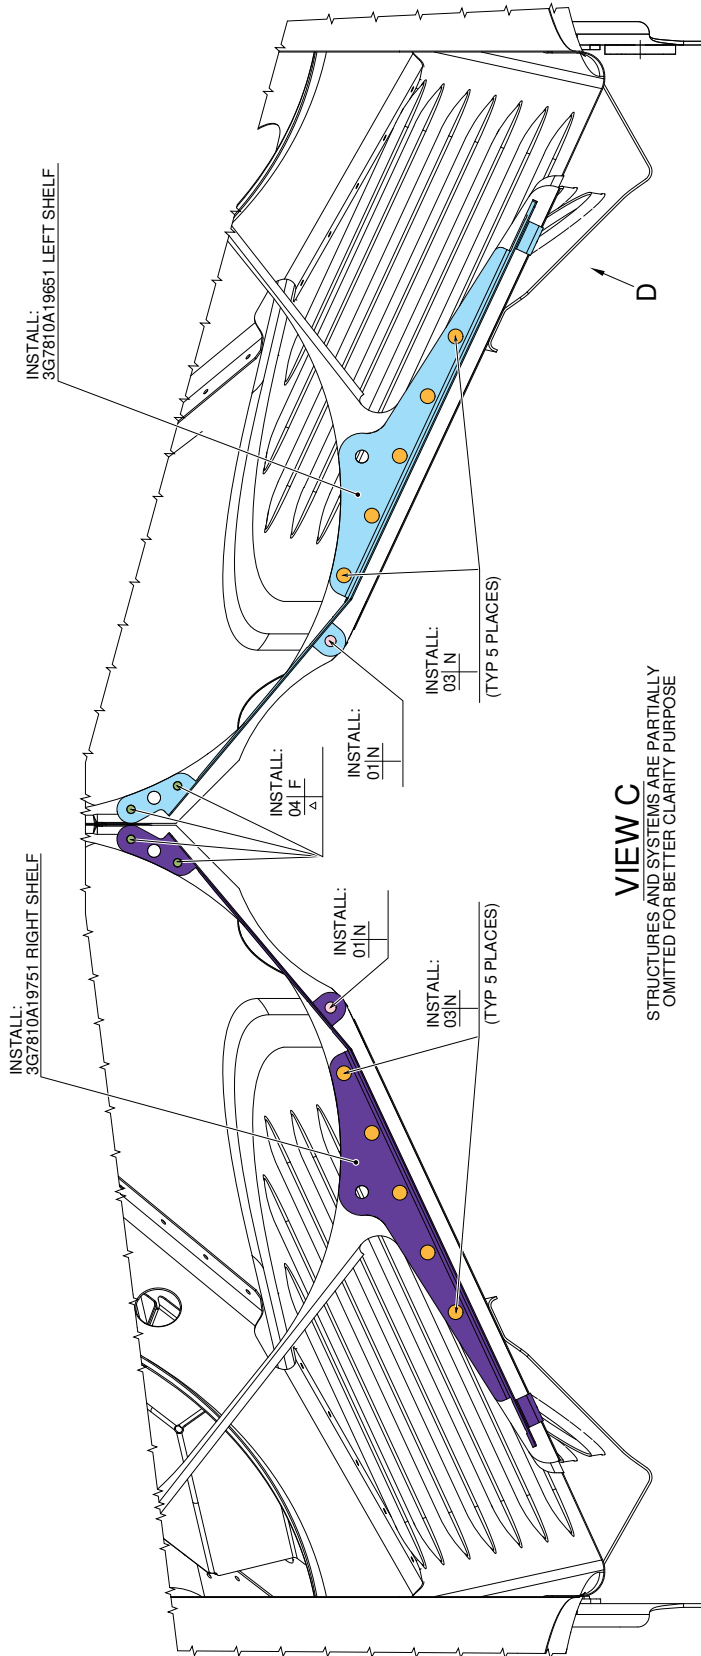 INSTALL:
3G7810A19751 RIGHT SHELF
INSTALL:
3G7810A19651 LEFT SHELF
INSTALL:
04 F
△
INSTALL:
01 N
INSTALL:
01 N
INSTALL:
03 N
(TYP 5 PLACES)
INSTALL:
03 N
(TYP 5 PLACES)
D
VIEW C
STRUCTURES AND SYSTEMS ARE PARTIALLY
OMITTED FOR BETTER CLARITY PURPOSE